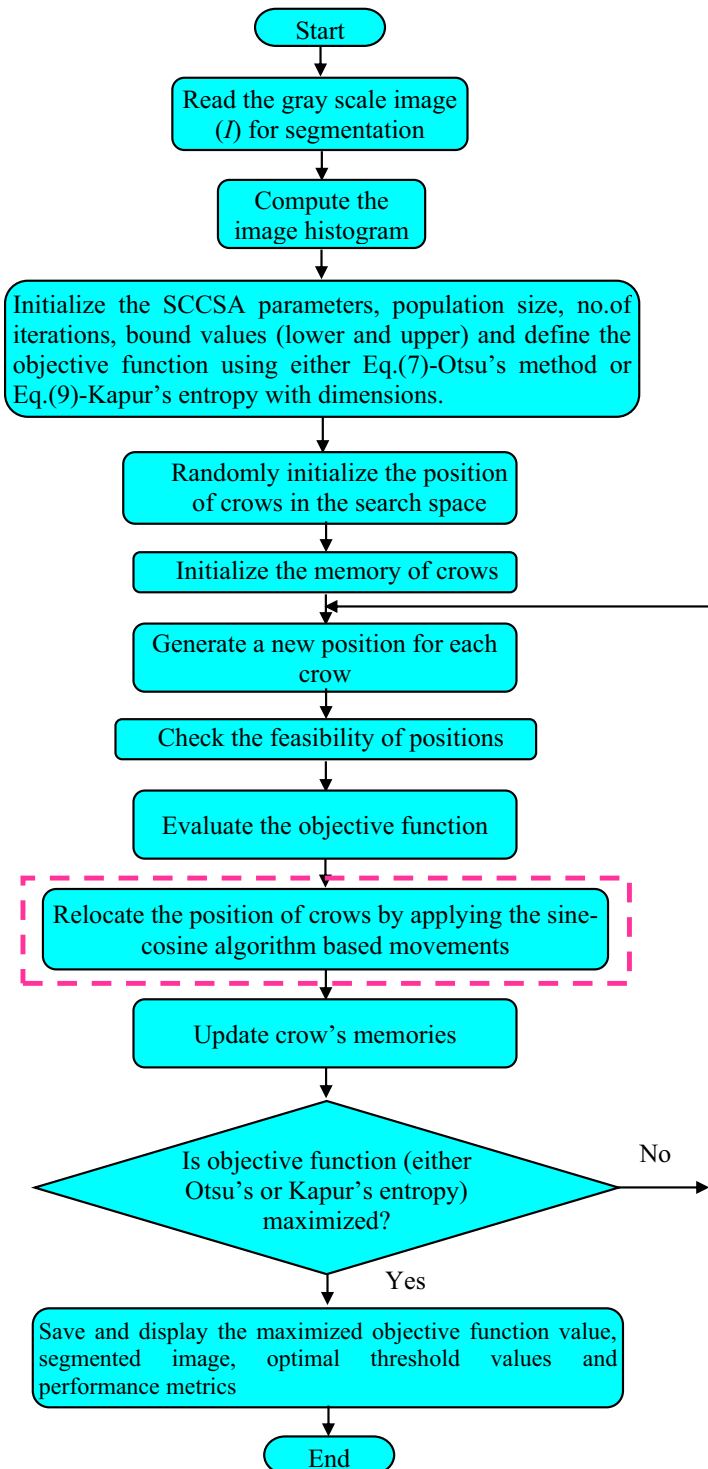 Start
Read the gray scale image
(I) for segmentation
Compute the
image histogram
Initialize the SCCSA parameters, population size, no.of
iterations, bound values (lower and upper) and define the
objective function using either Eq.(7)-Otsu's method or
Eq.(9)-Kapur's entropy with dimensions.
Randomly initialize the position
of crows in the search space
Initialize the memory of crows
Generate a new position for each
crow
Check the feasibility of positions
Evaluate the objective function
Relocate the position of crows by applying the sine-
cosine algorithm based movements
Update crow's memories
Is objective function (either
Otsu's or Kapur's entropy)
maximized?
No
Yes
Save and display the maximized objective function value,
segmented image, optimal threshold values and
performance metrics
End